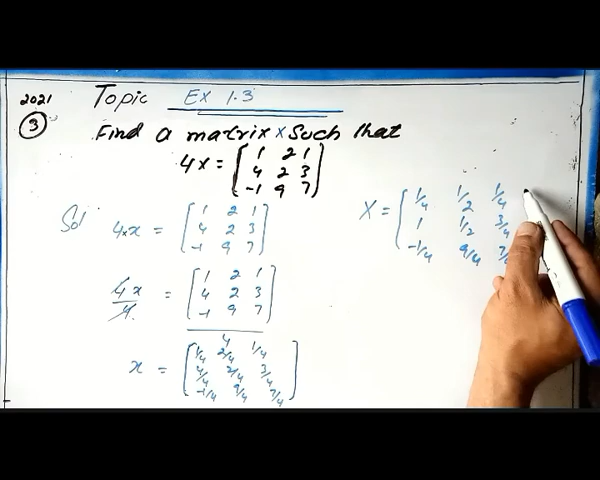 2021 Topic Ex 1.3
③ Find a matrix X Such that
4X = [1 2 1
4 2 3
-1 9 7]
Sol 4×x = [1 2 1
4 2 3
-1 9 7]
4x/4 = [1 2 1
4 2 3
-1 9 7]
4
x = [1/4 2/4 1/4
4/4 2/4 3/4
-1/4 9/4 7/4]
X = [1/4 1/2 1/4
1 1/2 3/4
-1/4 9/4 7/